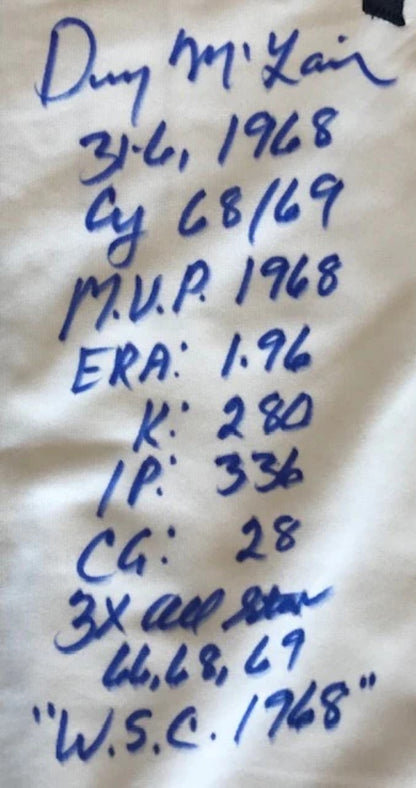 Denny McLain
31-6, 1968
Cy 68/69
M.V.P. 1968
ERA: 1.96
K: 280
IP: 336
CG: 28
3X all Star
66, 68, 69
"W.S.C. 1968"